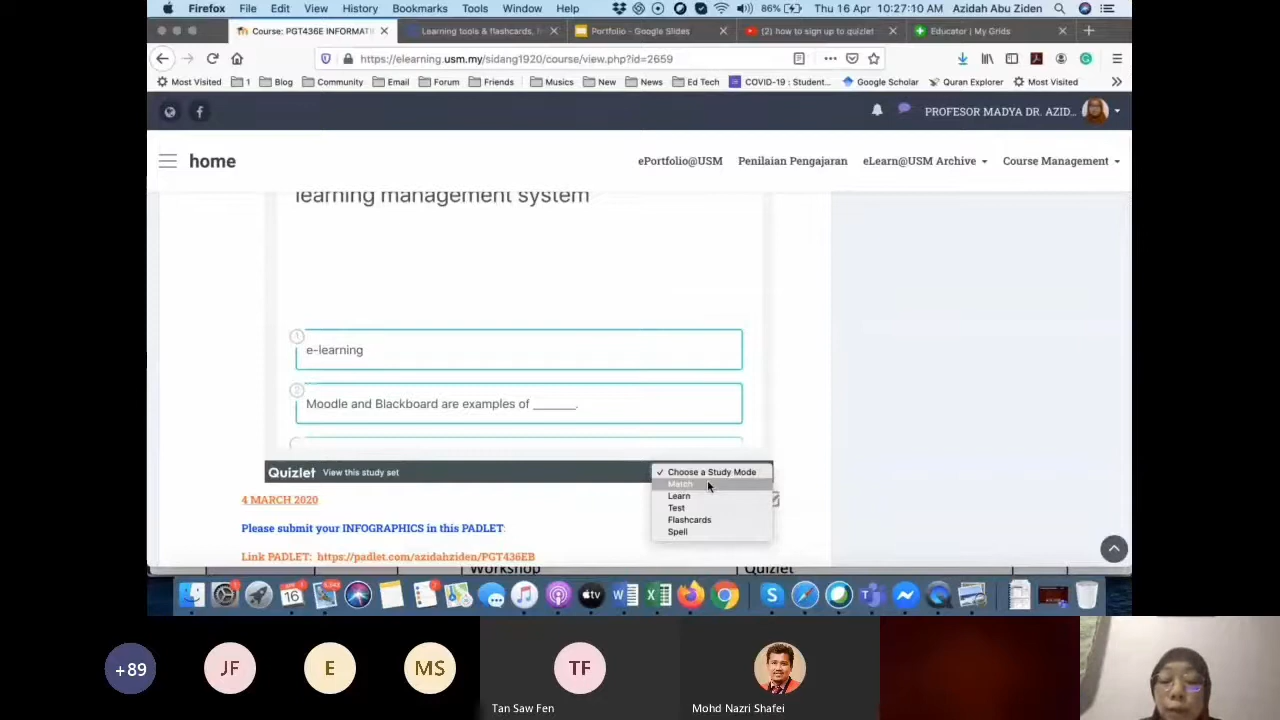 Firefox File Edit View History Bookmarks Tools Window Help 86% Thu 16 Apr 10:27:10 AM Azidah Abu Ziden
Course: PGT436E INFORMATI Learning tools & flashcards, Portfolio - Google Slides (2) how to sign up to quizlet Educator | My Grids
https://elearning.usm.my/sidang1920/course/view.php?id=2659
Most Visited 1 Blog Community Email Forum Friends Musics New News Ed Tech COVID-19 : Student... Google Scholar Quran Explorer Most Visited
PROFESOR MADYA DR. AZID...
home ePortfolio@USM Penilaian Pengajaran eLearn@USM Archive Course Management
learning management system
1
e-learning
2
Moodle and Blackboard are examples of ______.
Quizlet View this study set
Choose a Study Mode
Match
Learn
Test
Flashcards
Spell
4 MARCH 2020
Please submit your INFOGRAPHICS in this PADLET:
Link PADLET: https://padlet.com/azidahziden/PGT436EB
Workshop Quizlet
16
tv
+89 JF E MS TF
Tan Saw Fen Mohd Nazri Shafei